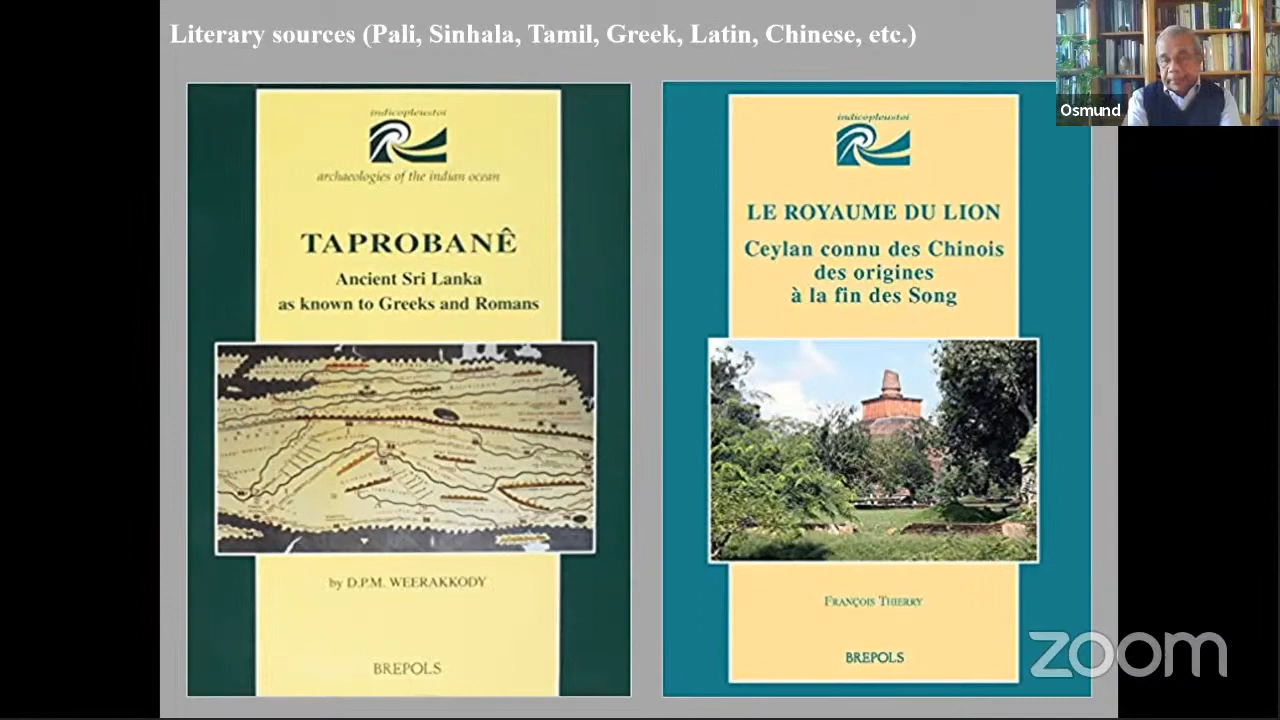 Literary sources (Pali, Sinhala, Tamil, Greek, Latin, Chinese, etc.)
Osmund
indicopleustoi
archaeologies of the indian ocean
TAPROBANÊ
Ancient Sri Lanka
as known to Greeks and Romans
by D.P.M. WEERAKKODY
BREPOLS
indicopleustoi
LE ROYAUME DU LION
Ceylan connu des Chinois
des origines
à la fin des Song
FRANÇOIS THIERRY
BREPOLS
zoom